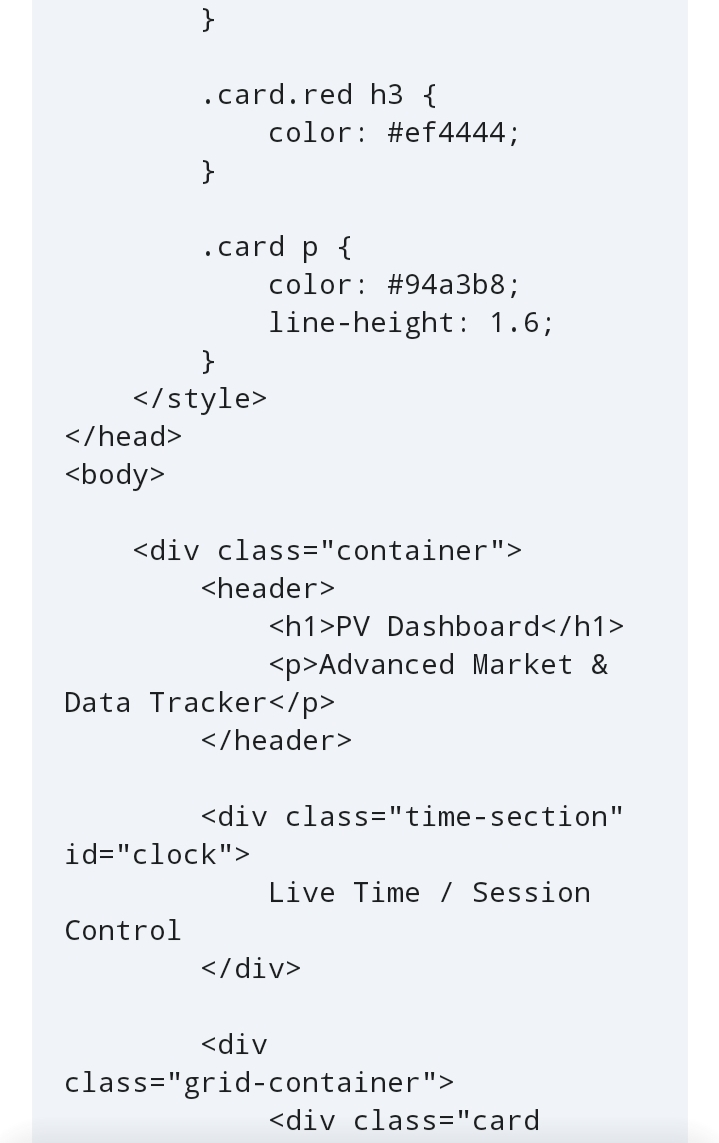 }
.card.red h3 {
color: #ef4444;
}
.card p {
color: #94a3b8;
line-height: 1.6;
}
</style>
</head>
<body>
<div class="container">
<header>
<h1>PV Dashboard</h1>
<p>Advanced Market &
Data Tracker</p>
</header>
<div class="time-section"
id="clock">
Live Time / Session
Control
</div>
<div
class="grid-container">
<div class="card